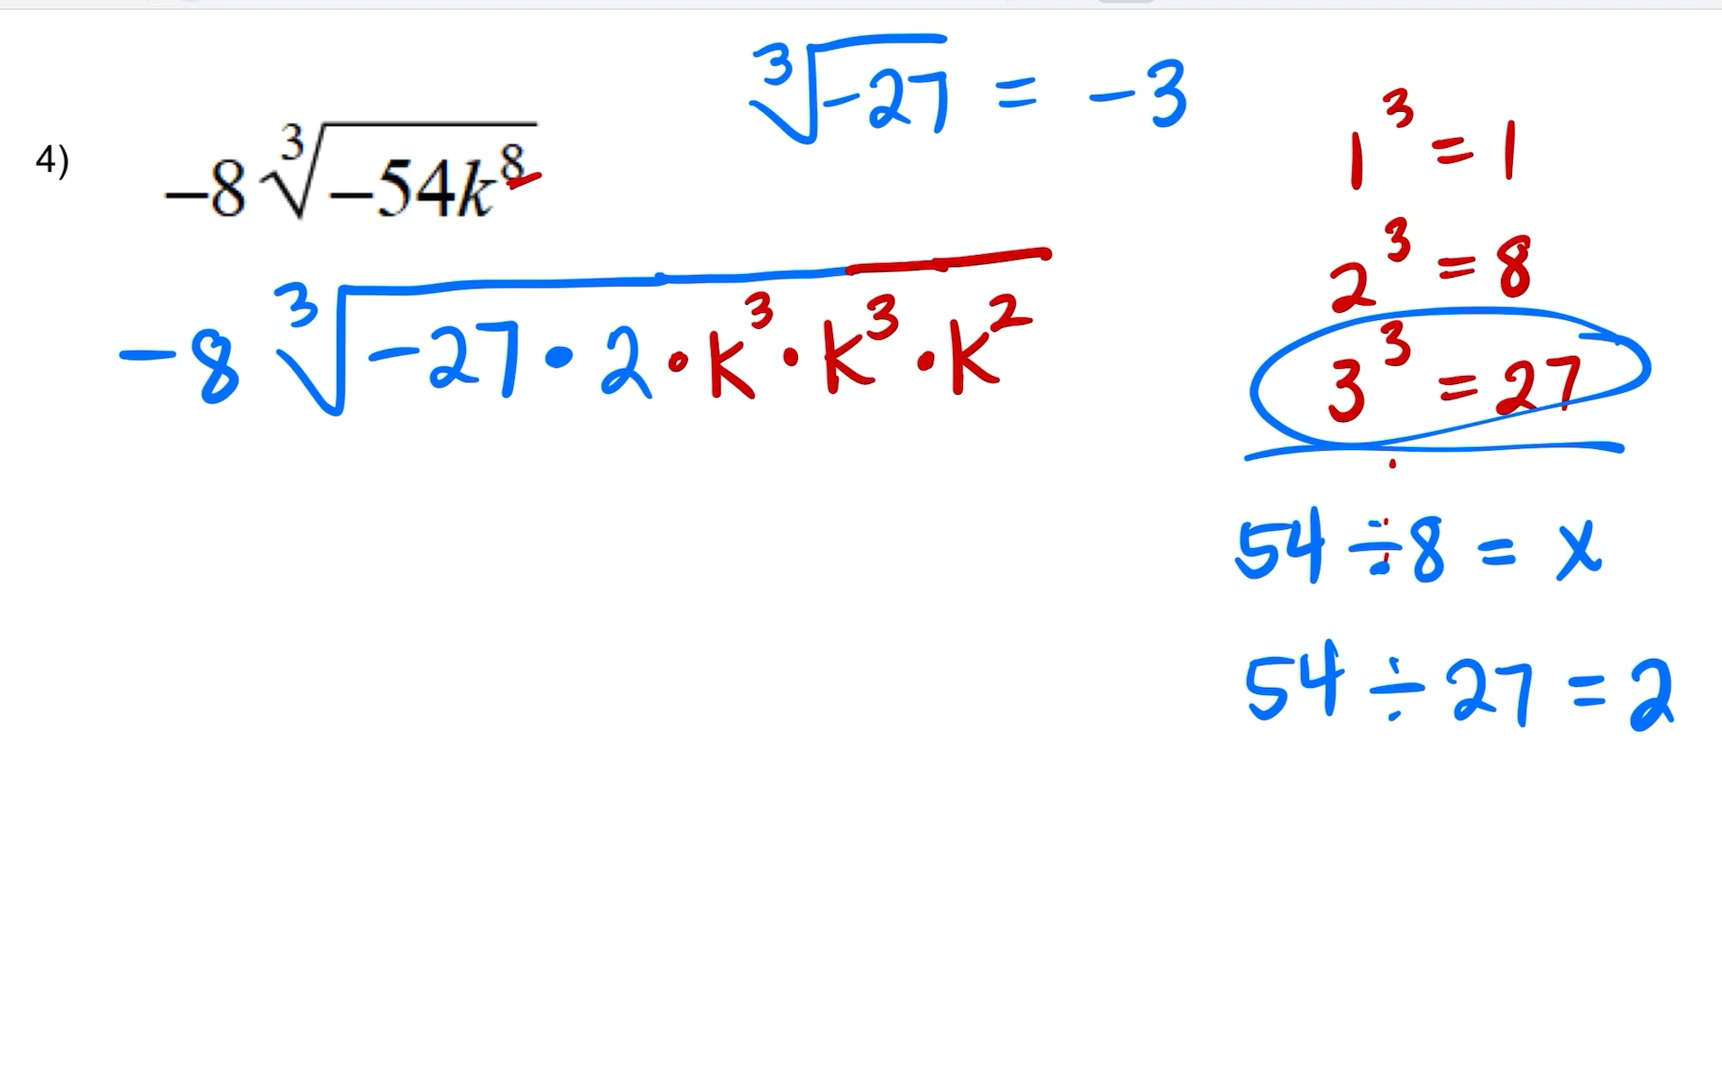 ∛-27 = -3
4) –8∛–54k⁸
-8 ∛-27 • 2 • K³ • K³ • K²
1³ = 1
2³ = 8
3³ = 27
54 ÷ 8 = x
54 ÷ 27 = 2